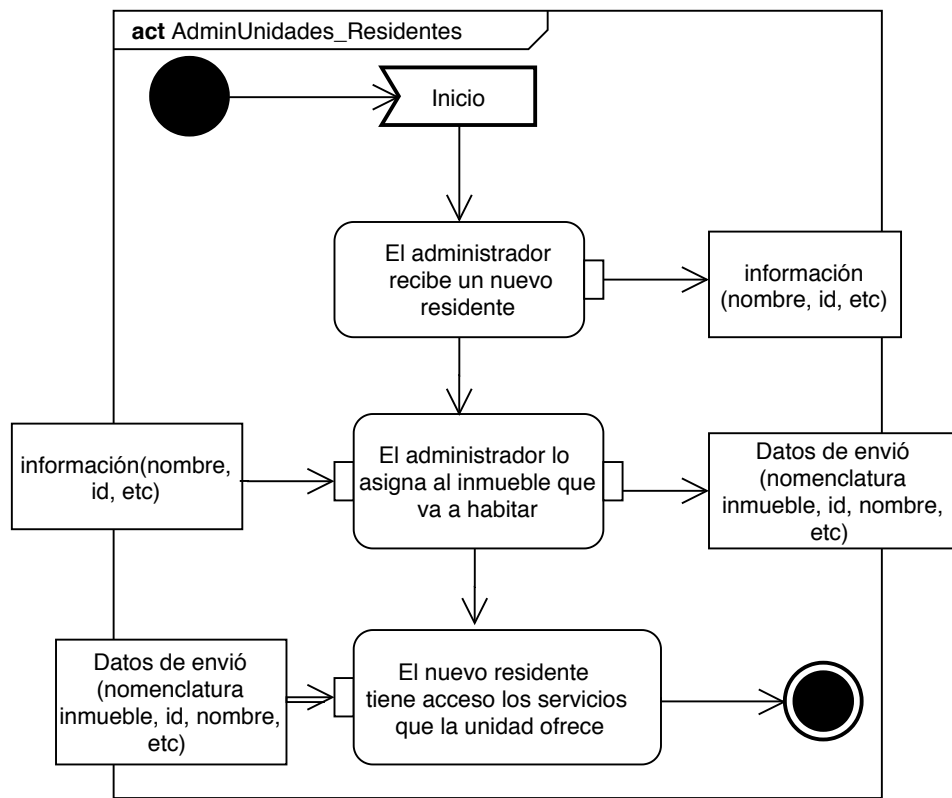 act AdminUnidades_Residentes
Inicio
El administrador
recibe un nuevo
residente
información
(nombre, id, etc)
información(nombre,
id, etc)
El administrador lo
asigna al inmueble que
va a habitar
Datos de envió
(nomenclatura
inmueble, id, nombre,
etc)
Datos de envió
(nomenclatura
inmueble, id, nombre,
etc)
El nuevo residente
tiene acceso los servicios
que la unidad ofrece